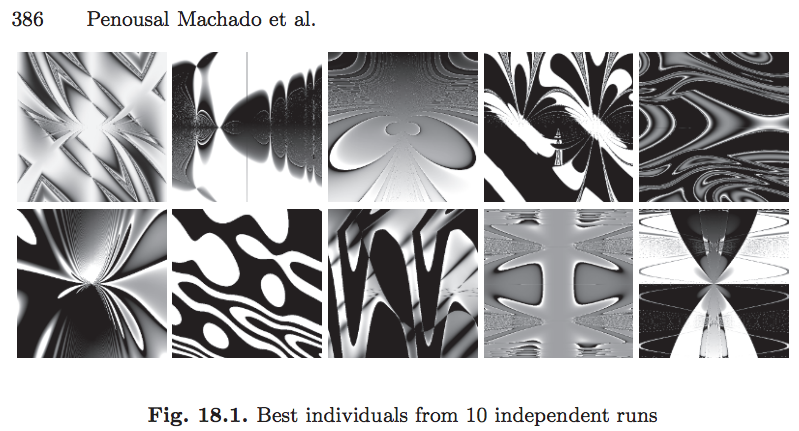 386 Penousal Machado et al.
Fig. 18.1. Best individuals from 10 independent runs